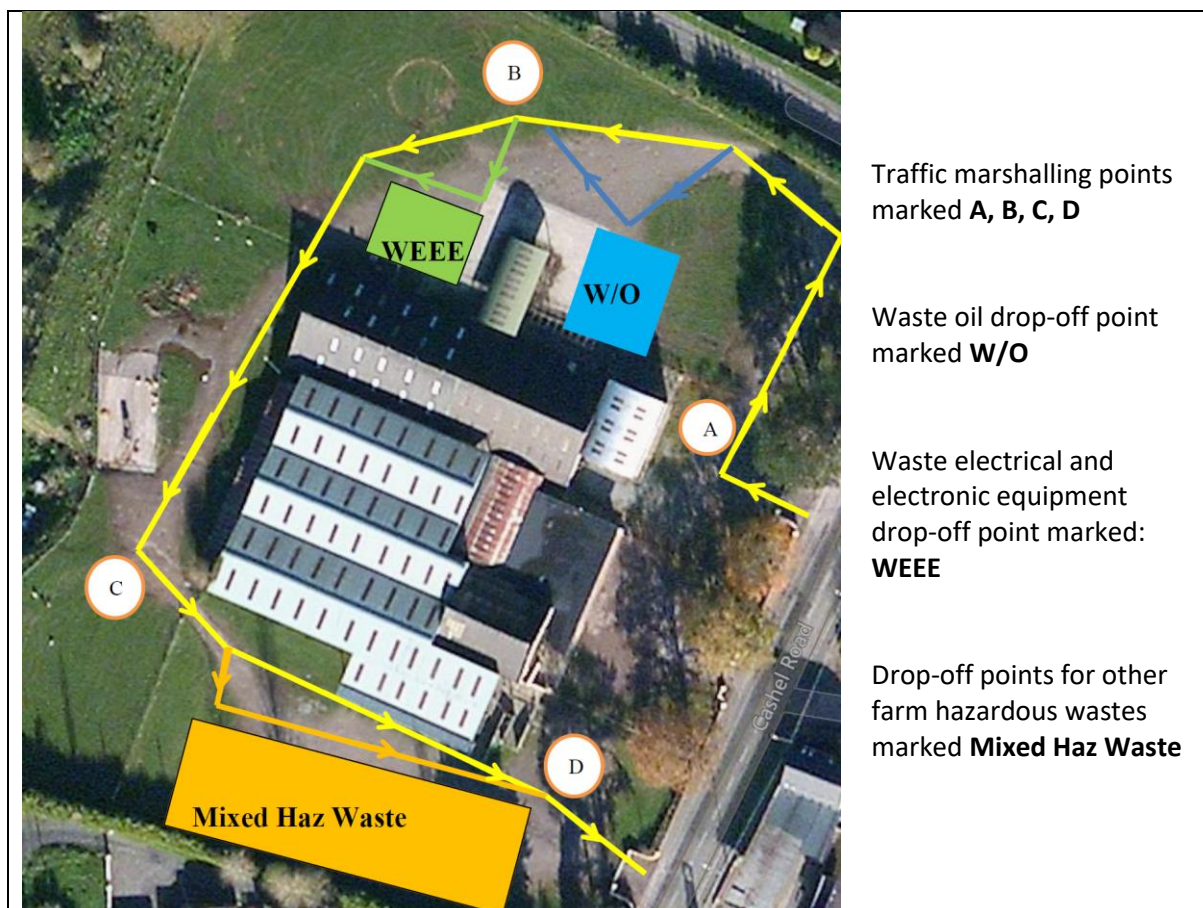 B
WEEE
W/O
A
C
Cashel Road
D
Mixed Haz Waste
Traffic marshalling points
marked A, B, C, D
Waste oil drop-off point
marked W/O
Waste electrical and
electronic equipment
drop-off point marked:
WEEE
Drop-off points for other
farm hazardous wastes
marked Mixed Haz Waste